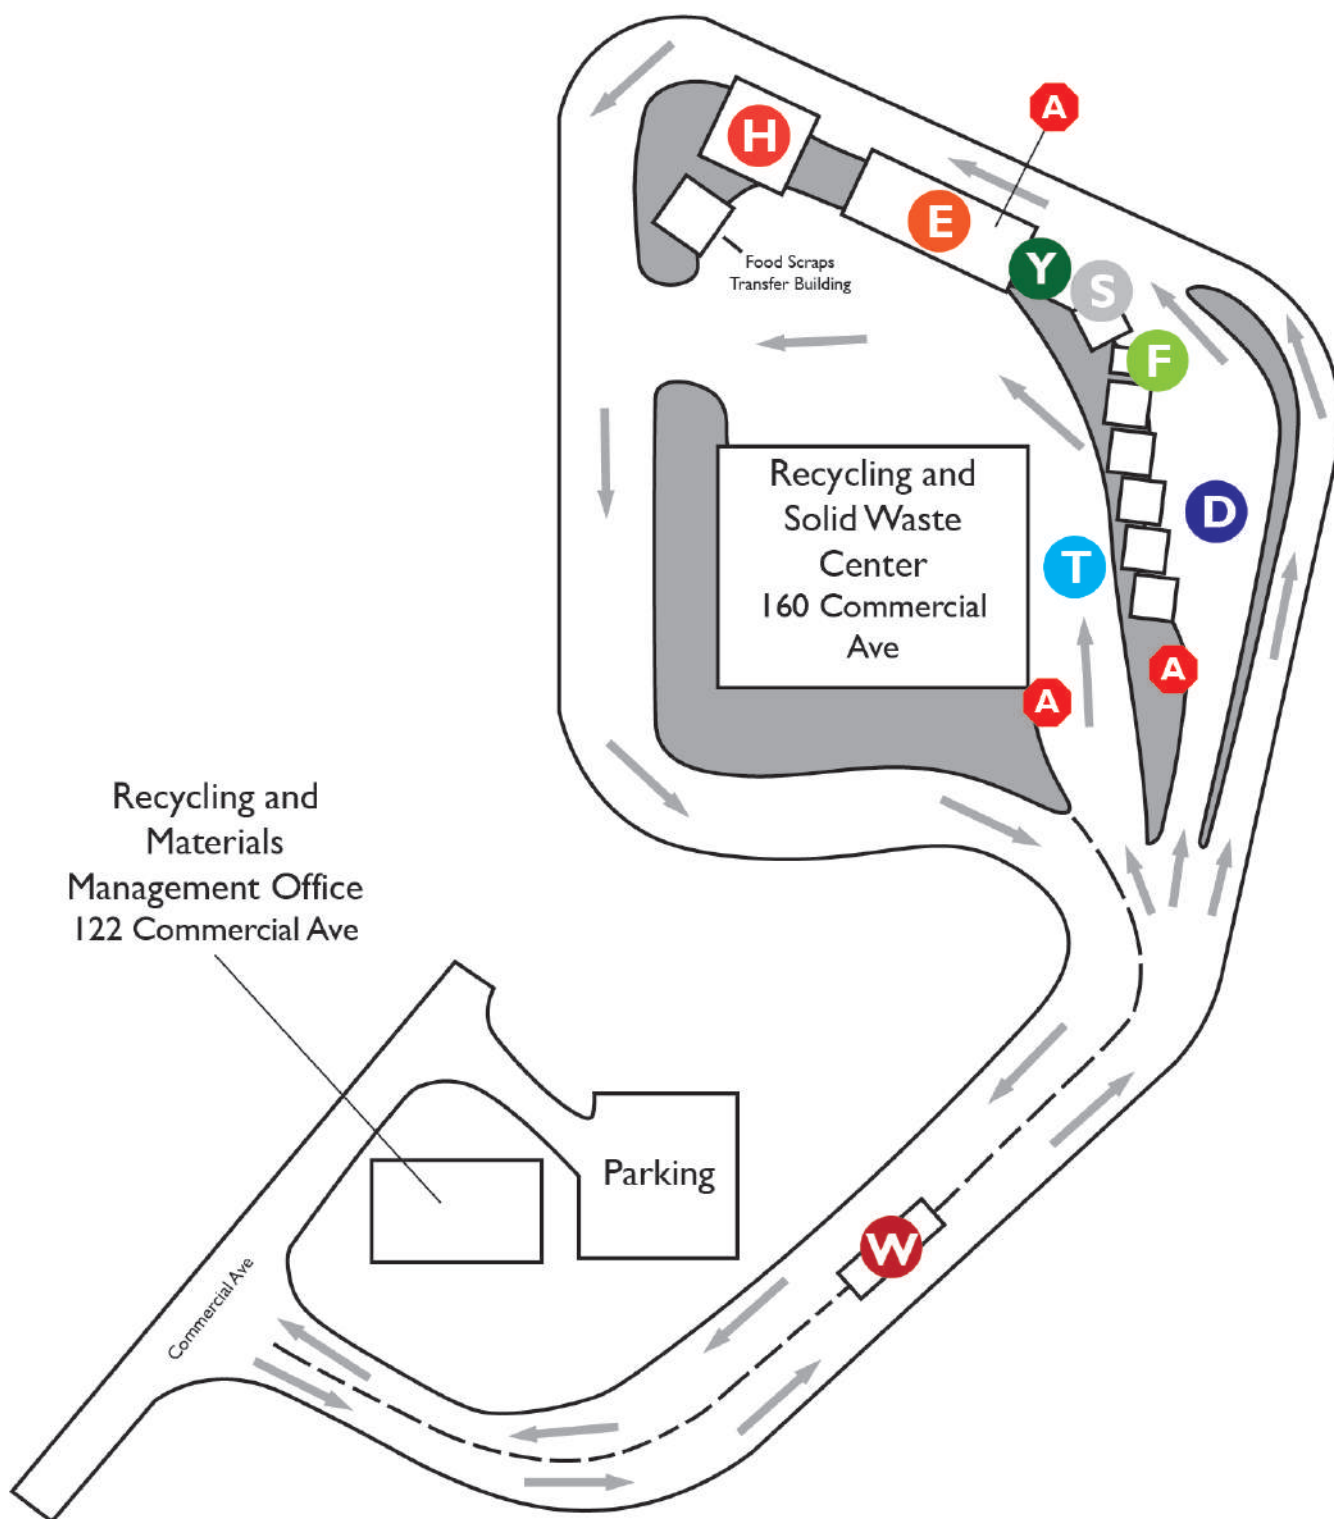 A
H
E
Y
S
Food Scraps
Transfer Building
F
Recycling and
Solid Waste
Center
160 Commercial
Ave
D
T
A
A
Recycling and
Materials
Management Office
122 Commercial Ave
Parking
W
Commercial Ave